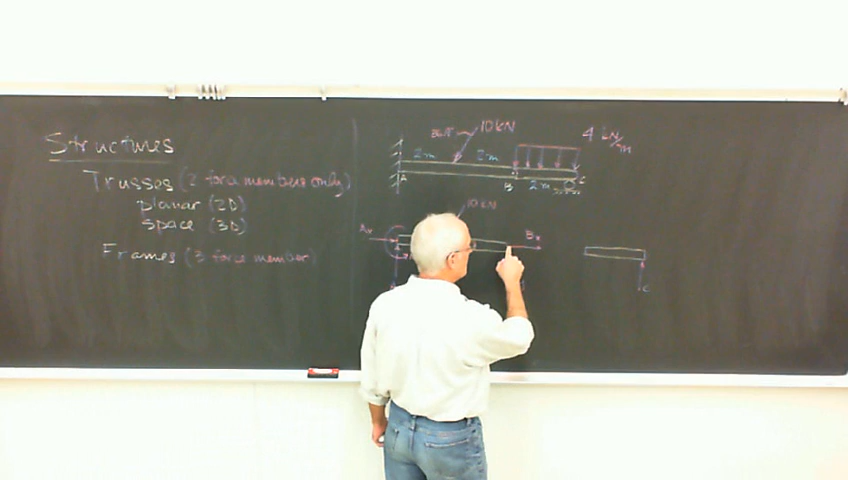 Structures
Trusses (2 force members only)
planar (2D)
space (3D)
Frames (3 force member)
10 kN
4 kN/m
2m 2m
A B 2m C
10 kN
Ax Bx
C